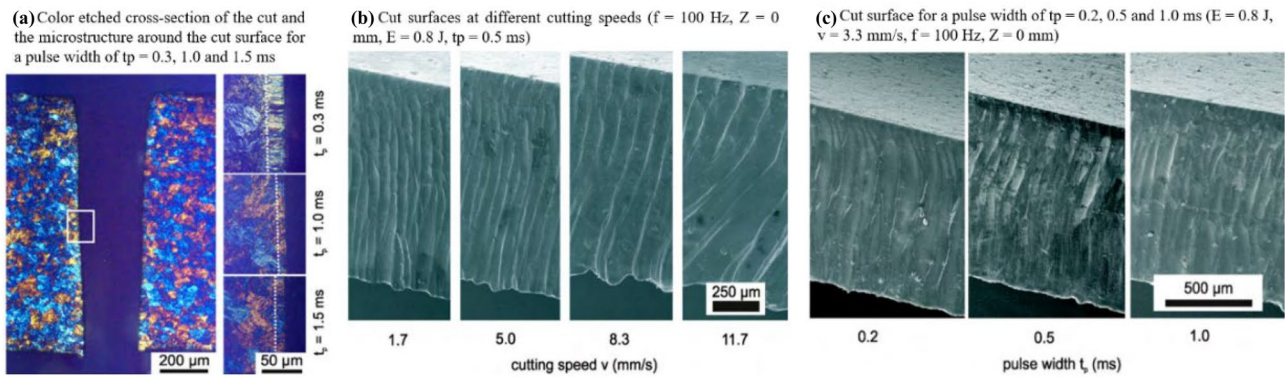 (a) Color etched cross-section of the cut and
the microstructure around the cut surface for
a pulse width of tp = 0.3, 1.0 and 1.5 ms
200 µm
50 µm
tₚ = 0.3 ms
tₚ = 1.0 ms
tₚ = 1.5 ms
(b) Cut surfaces at different cutting speeds (f = 100 Hz, Z = 0
mm, E = 0.8 J, tp = 0.5 ms)
250 µm
1.7 5.0 8.3 11.7
cutting speed v (mm/s)
(c) Cut surface for a pulse width of tp = 0.2, 0.5 and 1.0 ms (E = 0.8 J,
v = 3.3 mm/s, f = 100 Hz, Z = 0 mm)
500 µm
0.2 0.5 1.0
pulse width tₚ (ms)